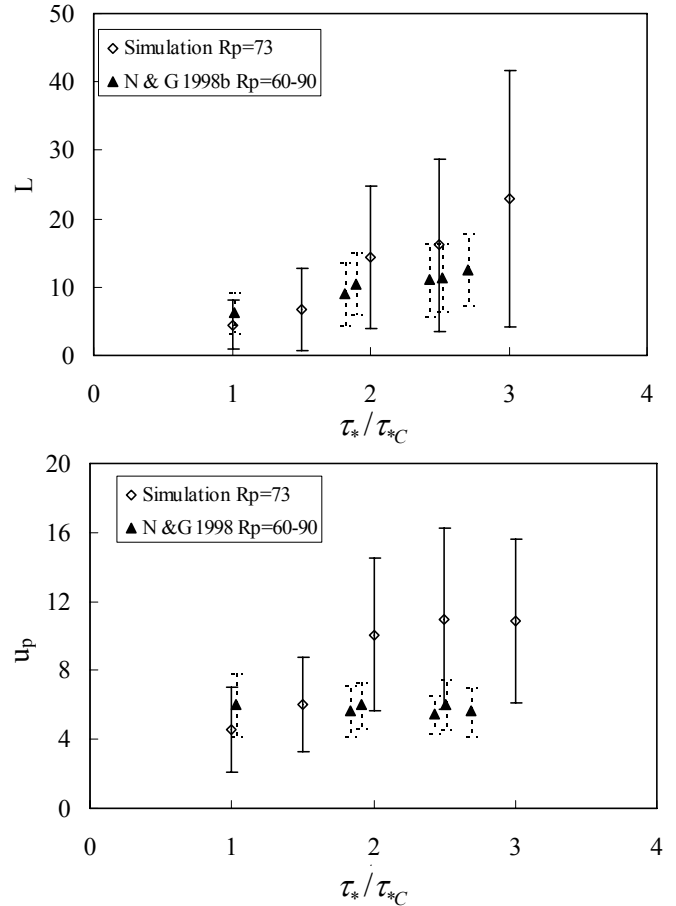 50
40
30
20
10
0
L
Simulation Rp=73
N & G 1998b Rp=60-90
0 1 2 3 4
τ* / τ*C
20
16
12
8
4
0
up
Simulation Rp=73
N &G 1998 Rp=60-90
0 1 2 3 4
τ* / τ*C